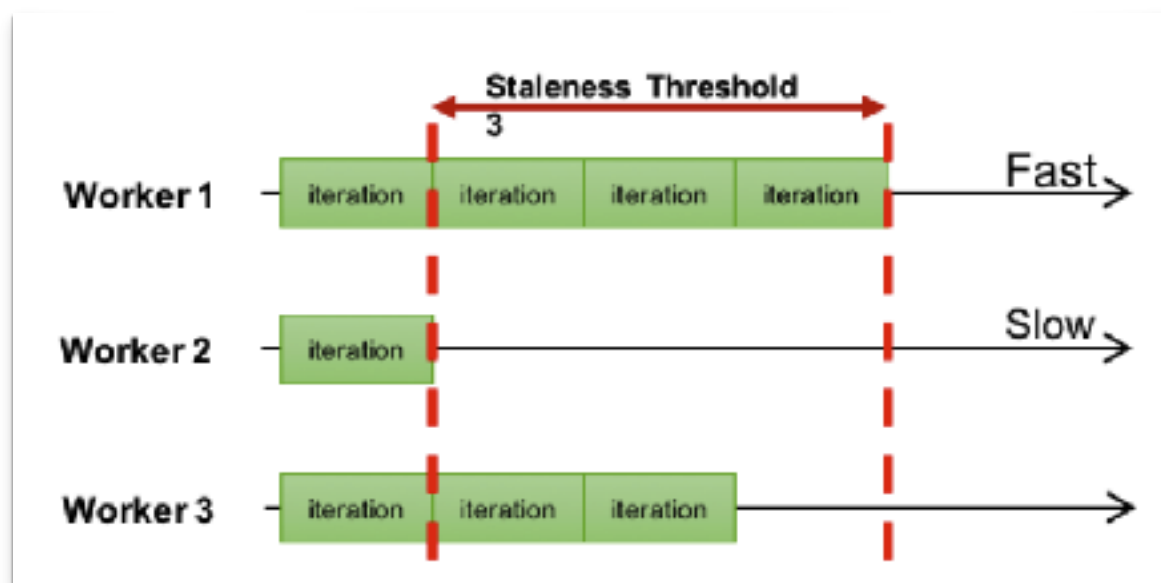 Staleness Threshold
3
Fast
Worker 1 iteration iteration iteration iteration
Slow
Worker 2 iteration
Worker 3 iteration iteration iteration